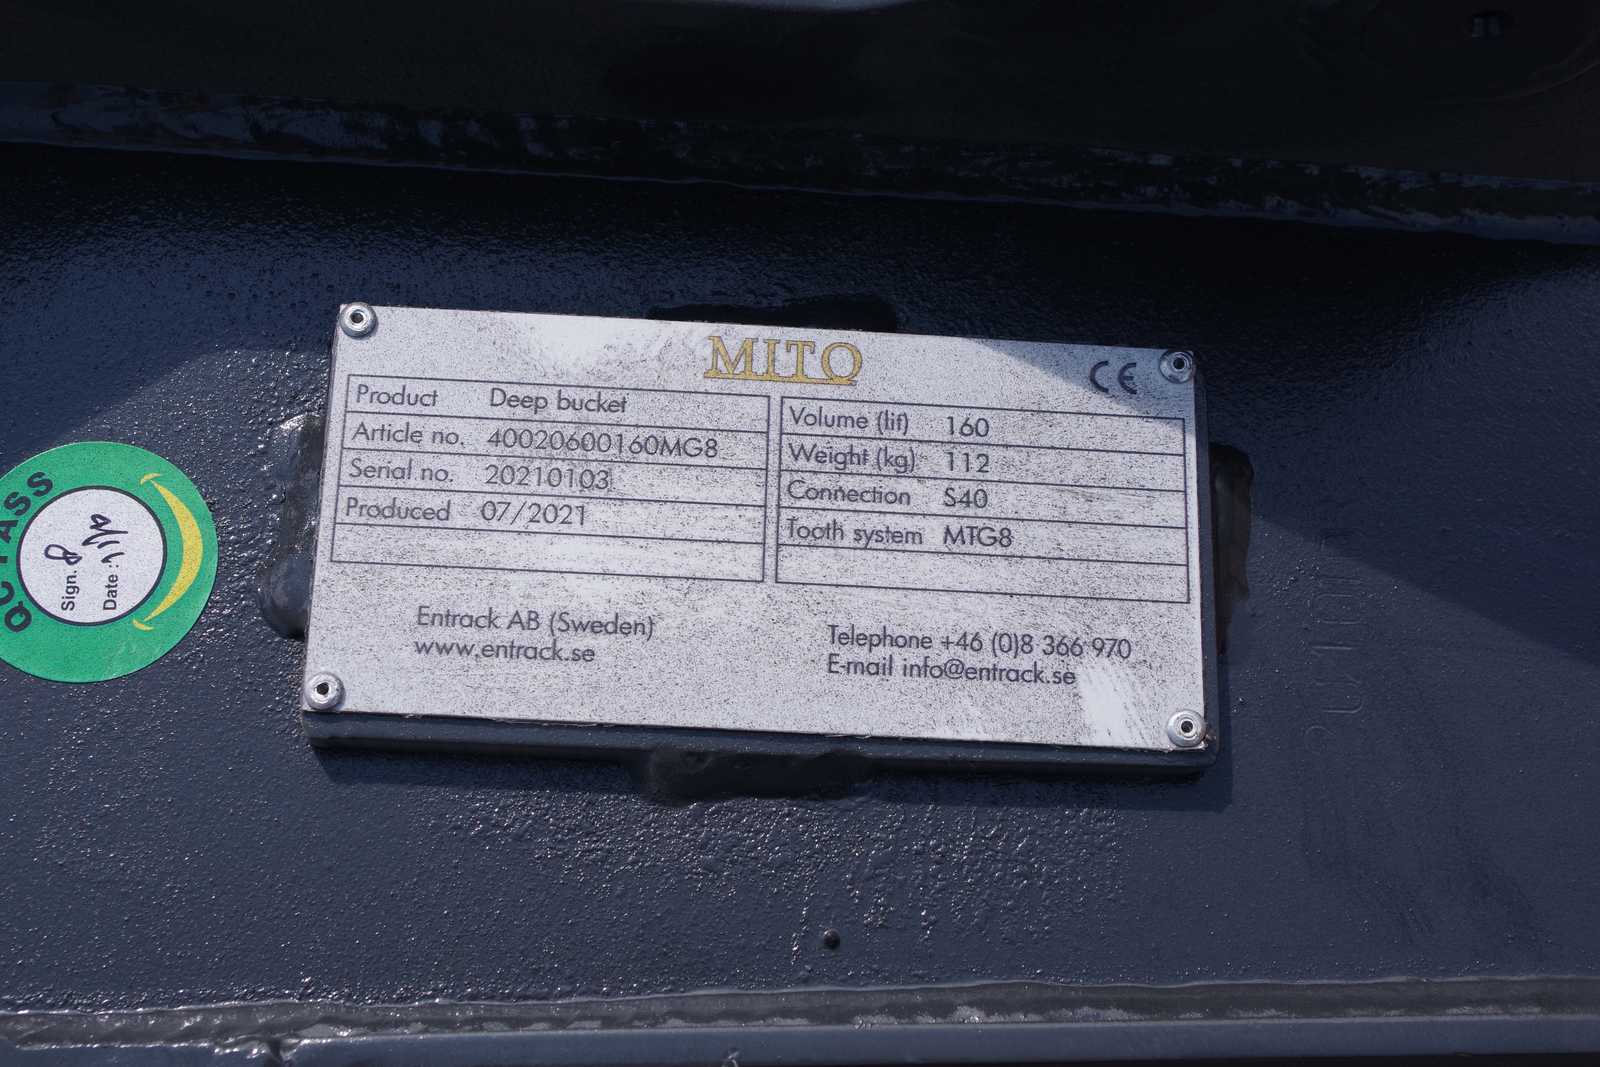 MITO
CE
Product Deep bucket
Article no. 40020600160MG8
Serial no. 20210103
Produced 07/2021
Volume (lit) 160
Weight (kg) 112
Connection S40
Tooth system MTG8
Entrack AB (Sweden)
www.entrack.se
Telephone +46 (0)8 366 970
E-mail info@entrack.se
QC PASS
Sign. 8
Date :